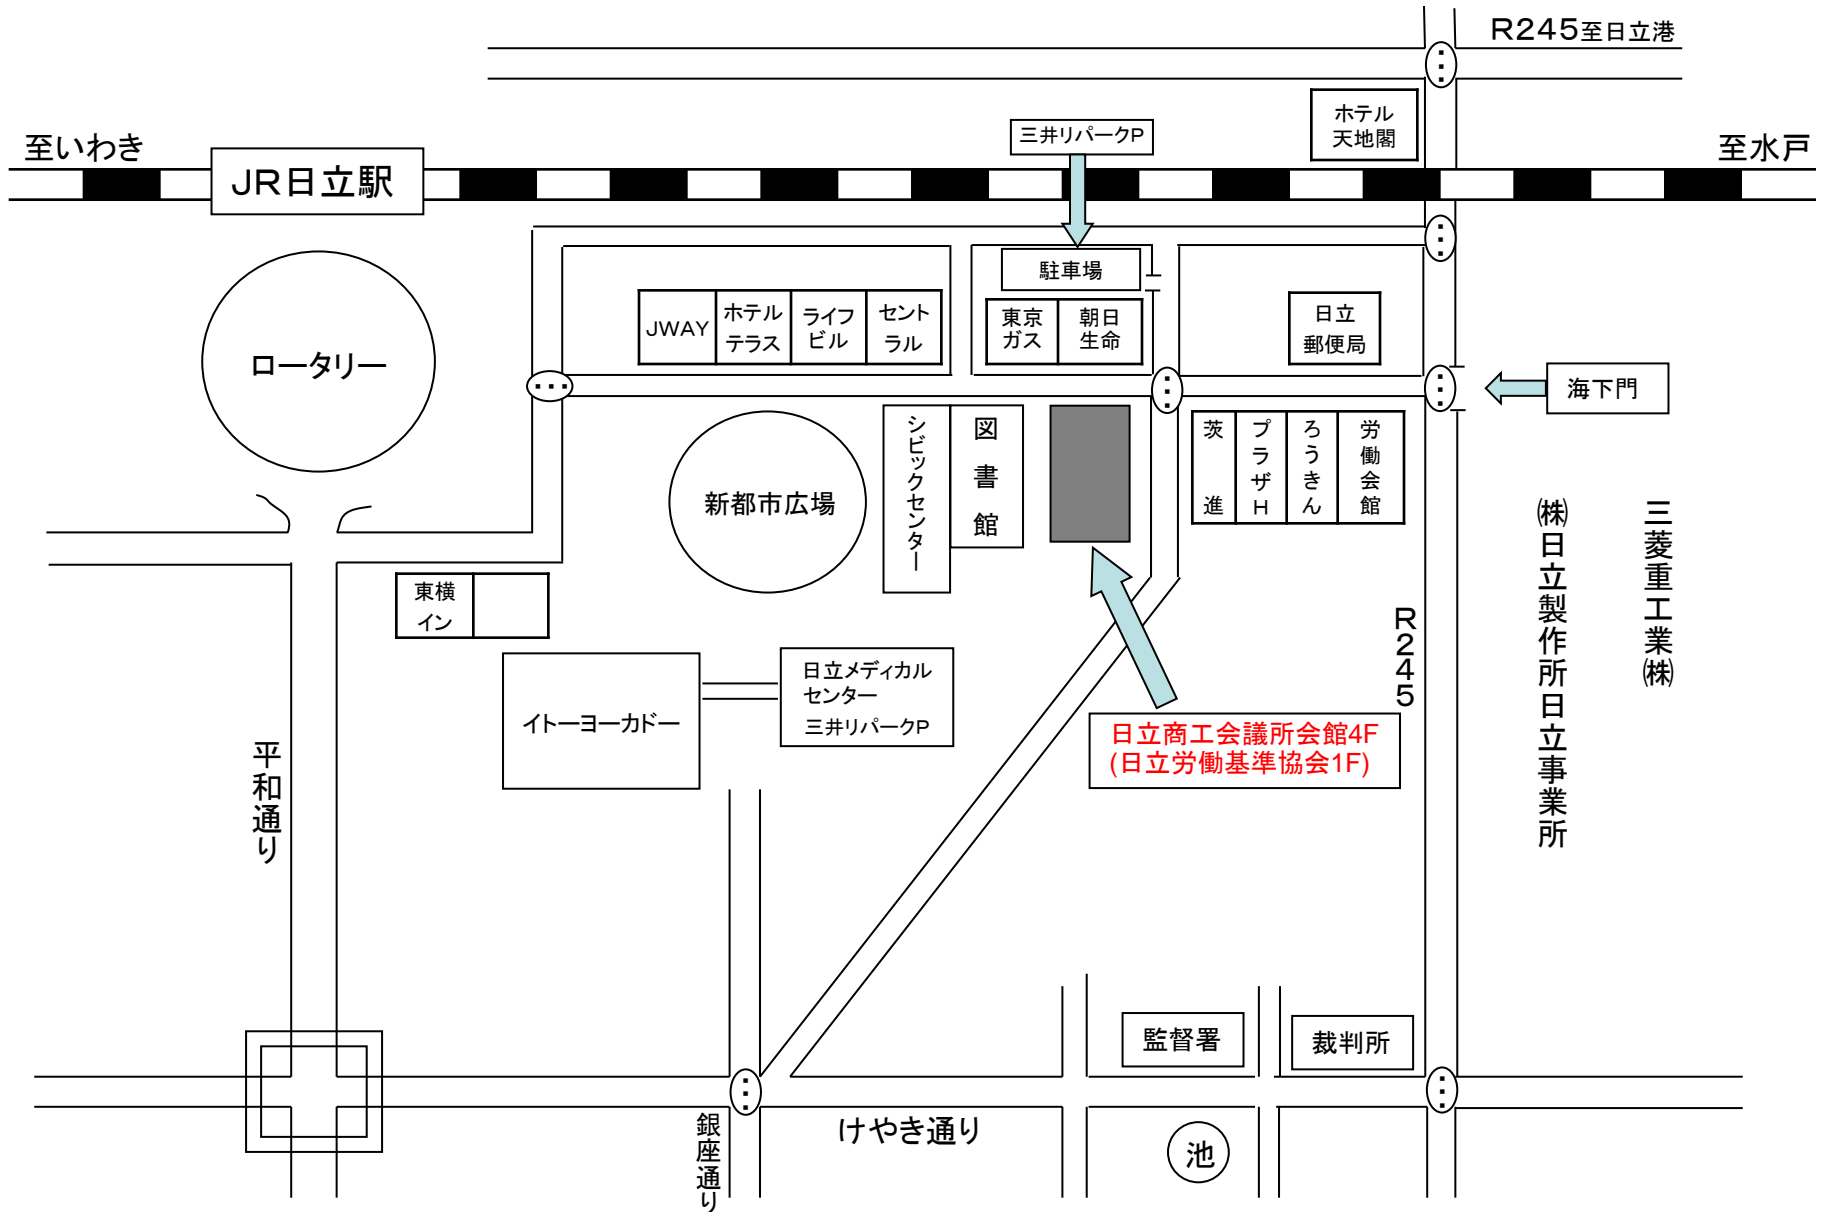 R245至日立港
ホテル
天地閣
至いわき
三井リパークP
至水戸
JR日立駅
駐車場
JWAY
ホテル
テラス
ライフ
ビル
セント
ラル
東京
ガス
朝日
生命
日立
郵便局
ロータリー
海下門
シビックセンター
図書館
新都市広場
茨進
プラザH
ろうきん
労働会館
㈱日立製作所日立事業所
三菱重工業㈱
東横
イン
R245
日立メディカル
センター
三井リパークP
イトーヨーカドー
日立商工会議所会館4F
(日立労働基準協会1F)
平和通り
監督署
裁判所
銀座通り
けやき通り
池